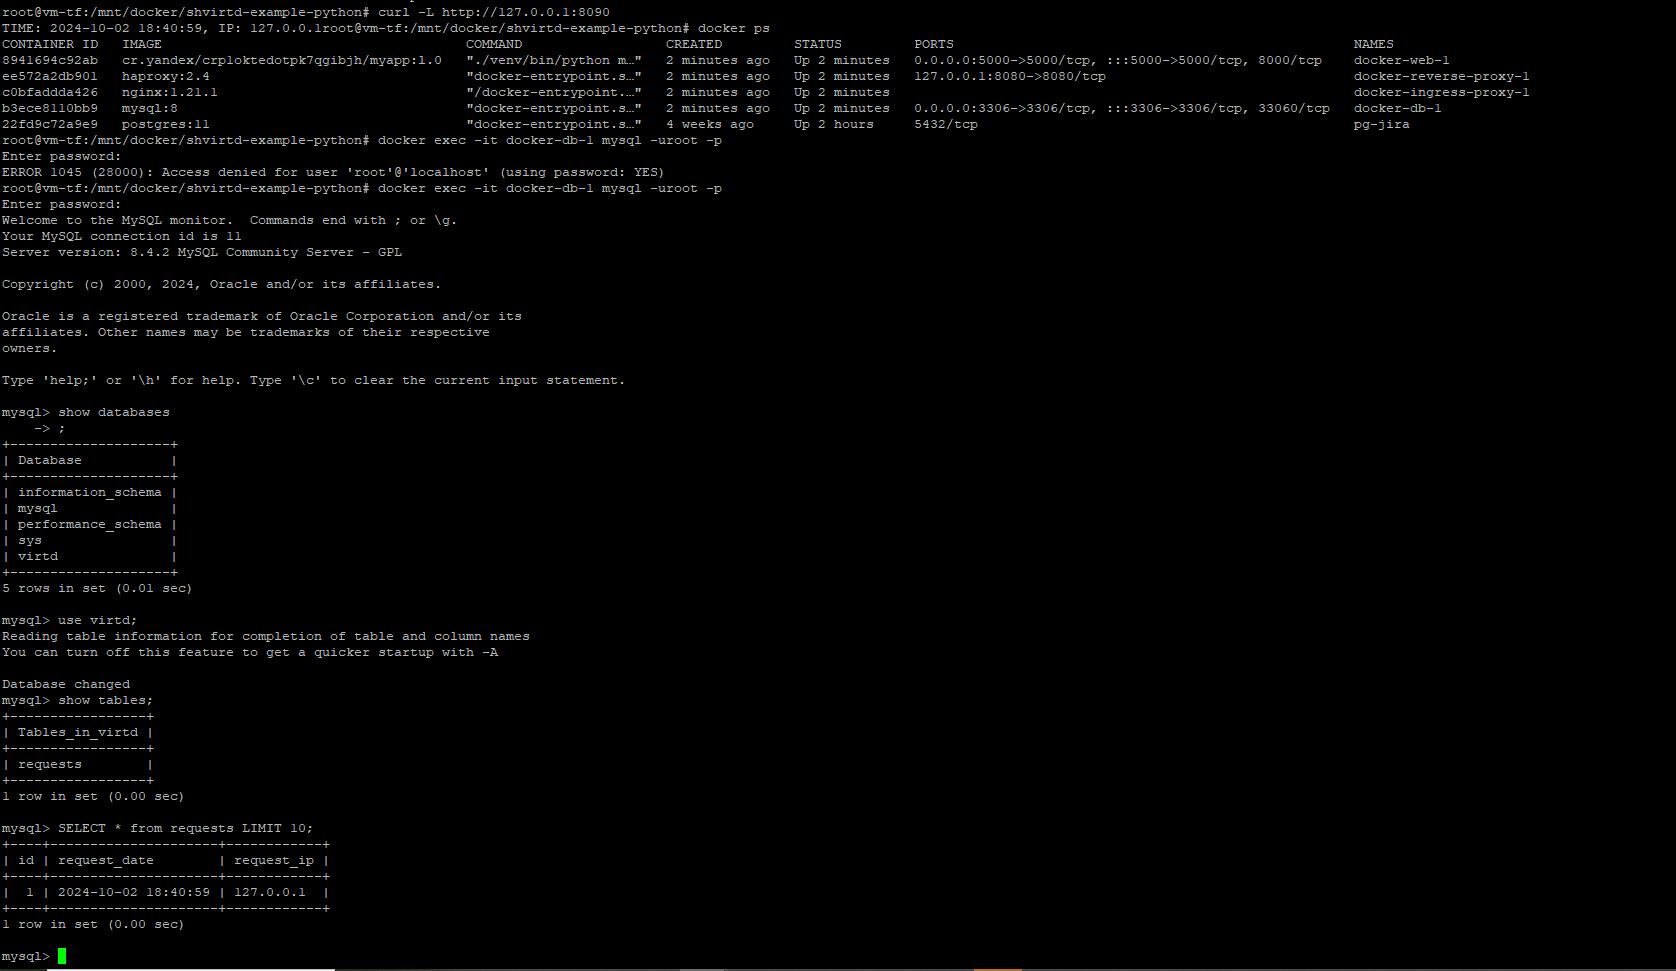 root@vm-tf:/mnt/docker/shvirtd-example-python# curl -L http://127.0.0.1:8090
TIME: 2024-10-02 18:40:59, IP: 127.0.0.1root@vm-tf:/mnt/docker/shvirtd-example-python# docker ps
CONTAINER ID   IMAGE                                      COMMAND                  CREATED         STATUS         PORTS                                                  NAMES
8941694c92ab   cr.yandex/crp1oktedotpk7qgibjh/myapp:1.0   "./venv/bin/python m…"   2 minutes ago   Up 2 minutes   0.0.0.0:5000->5000/tcp, :::5000->5000/tcp, 8000/tcp    docker-web-1
ee572a2db901   haproxy:2.4                                "docker-entrypoint.s…"   2 minutes ago   Up 2 minutes   127.0.0.1:8080->8080/tcp                               docker-reverse-proxy-1
c0bfaddda426   nginx:1.21.1                               "/docker-entrypoint.…"   2 minutes ago   Up 2 minutes                                                          docker-ingress-proxy-1
b3ece8110bb9   mysql:8                                    "docker-entrypoint.s…"   2 minutes ago   Up 2 minutes   0.0.0.0:3306->3306/tcp, :::3306->3306/tcp, 33060/tcp   docker-db-1
22fd9c72a9e9   postgres:11                                "docker-entrypoint.s…"   4 weeks ago     Up 2 hours     5432/tcp                                               pg-jira
root@vm-tf:/mnt/docker/shvirtd-example-python# docker exec -it docker-db-1 mysql -uroot -p
Enter password:
ERROR 1045 (28000): Access denied for user 'root'@'localhost' (using password: YES)
root@vm-tf:/mnt/docker/shvirtd-example-python# docker exec -it docker-db-1 mysql -uroot -p
Enter password:
Welcome to the MySQL monitor.  Commands end with ; or \g.
Your MySQL connection id is 11
Server version: 8.4.2 MySQL Community Server - GPL

Copyright (c) 2000, 2024, Oracle and/or its affiliates.

Oracle is a registered trademark of Oracle Corporation and/or its
affiliates. Other names may be trademarks of their respective
owners.

Type 'help;' or '\h' for help. Type '\c' to clear the current input statement.

mysql> show databases
    -> ;
+--------------------+
| Database           |
+--------------------+
| information_schema |
| mysql              |
| performance_schema |
| sys                |
| virtd              |
+--------------------+
5 rows in set (0.01 sec)

mysql> use virtd;
Reading table information for completion of table and column names
You can turn off this feature to get a quicker startup with -A

Database changed
mysql> show tables;
+-----------------+
| Tables_in_virtd |
+-----------------+
| requests        |
+-----------------+
1 row in set (0.00 sec)

mysql> SELECT * from requests LIMIT 10;
+----+---------------------+------------+
| id | request_date        | request_ip |
+----+---------------------+------------+
|  1 | 2024-10-02 18:40:59 | 127.0.0.1  |
+----+---------------------+------------+
1 row in set (0.00 sec)

mysql>